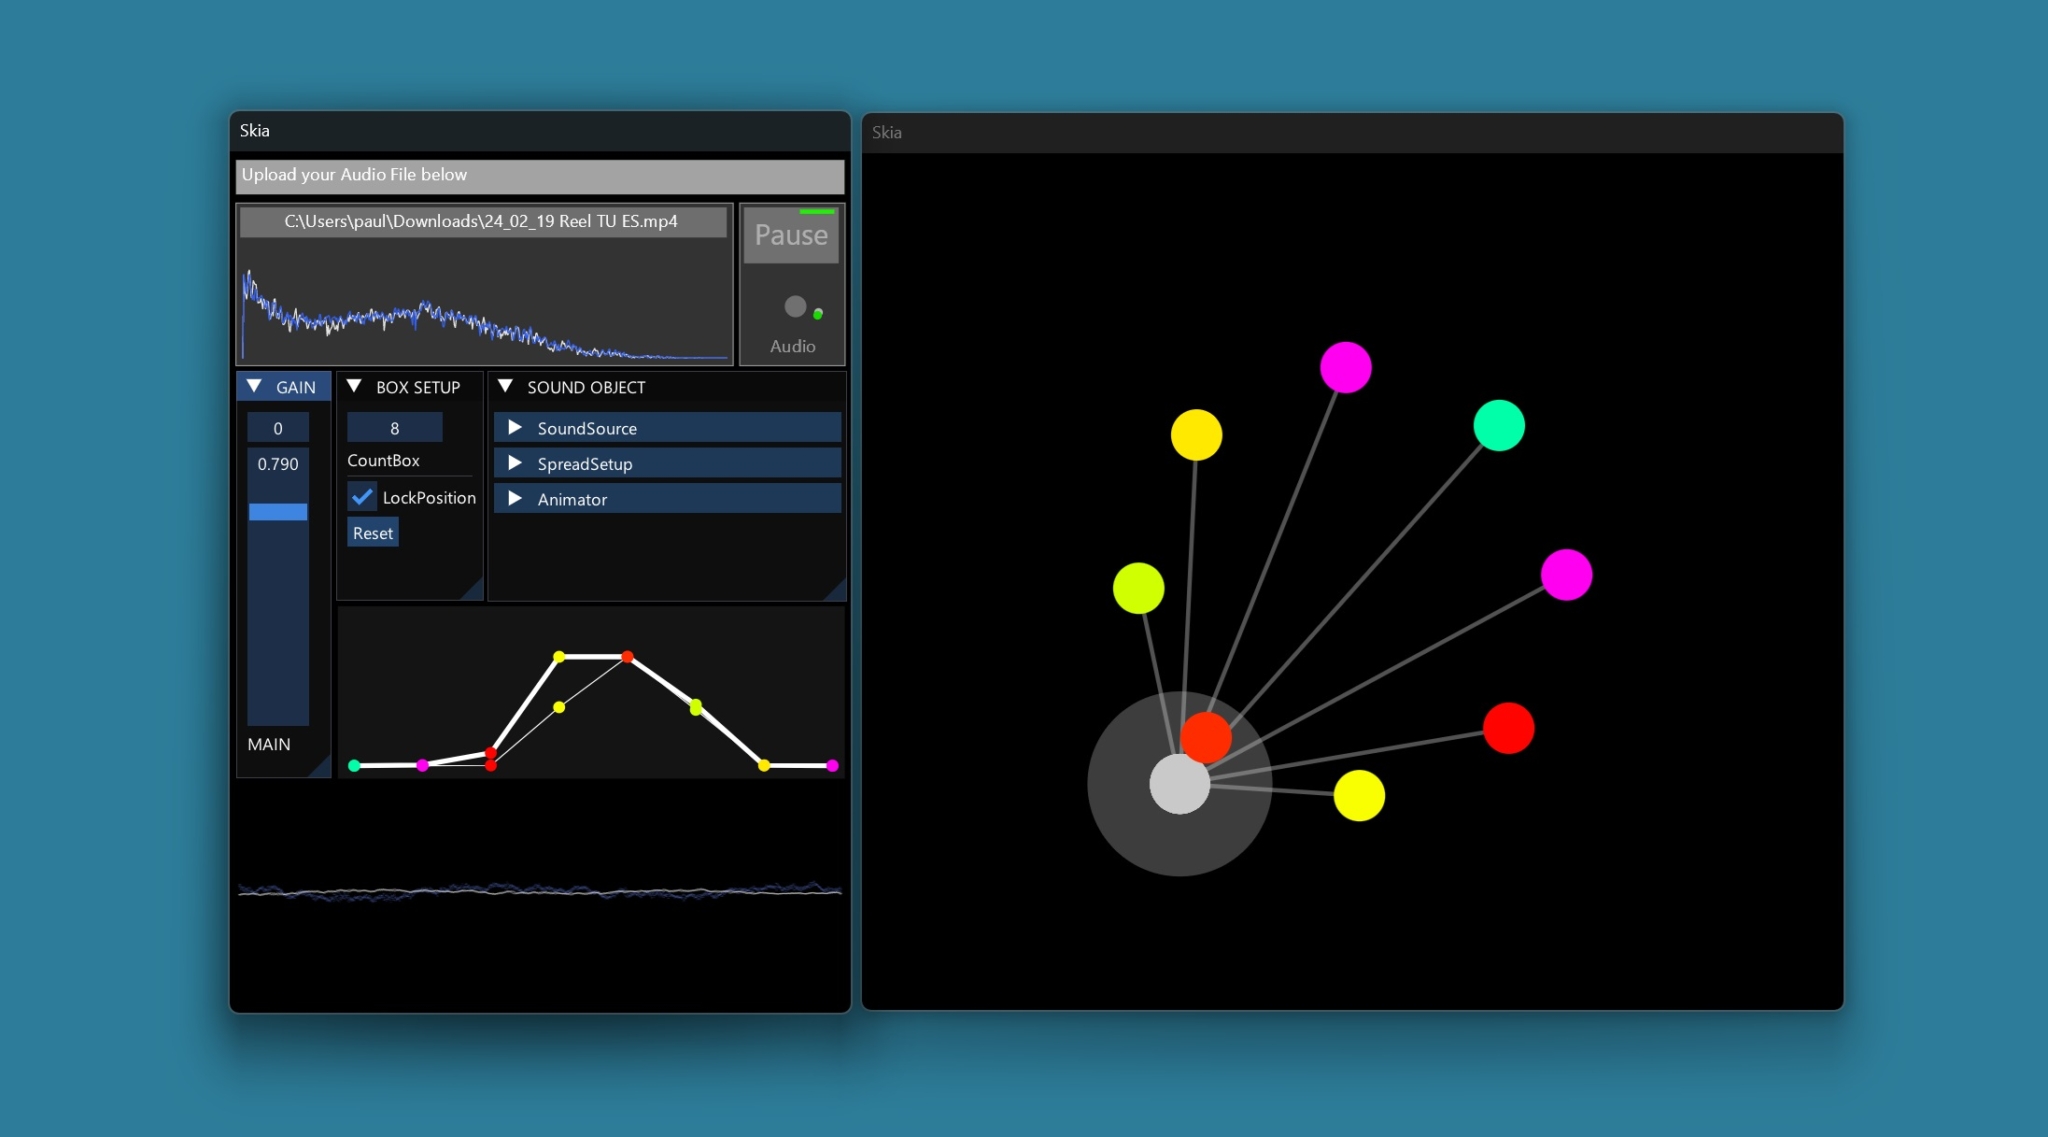 Skia
Upload your Audio File below
C:\Users\paul\Downloads\24_02_19 Reel TU ES.mp4
Pause
Audio
GAIN
0
0.790
MAIN
BOX SETUP
8
CountBox
LockPosition
Reset
SOUND OBJECT
SoundSource
SpreadSetup
Animator
Skia